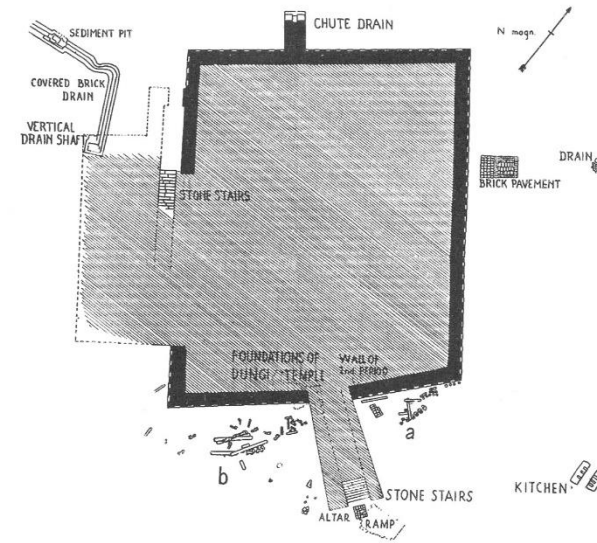 CHUTE DRAIN
N magn.
SEDIMENT PIT
COVERED BRICK
DRAIN
VERTICAL
DRAIN SHAFT
STONE STAIRS
DRAIN
BRICK PAVEMENT
FOUNDATIONS OF
DUNGI TEMPLE
WALL OF
2nd. PERIOD
a
b
STONE STAIRS
ALTAR
RAMP
KITCHEN